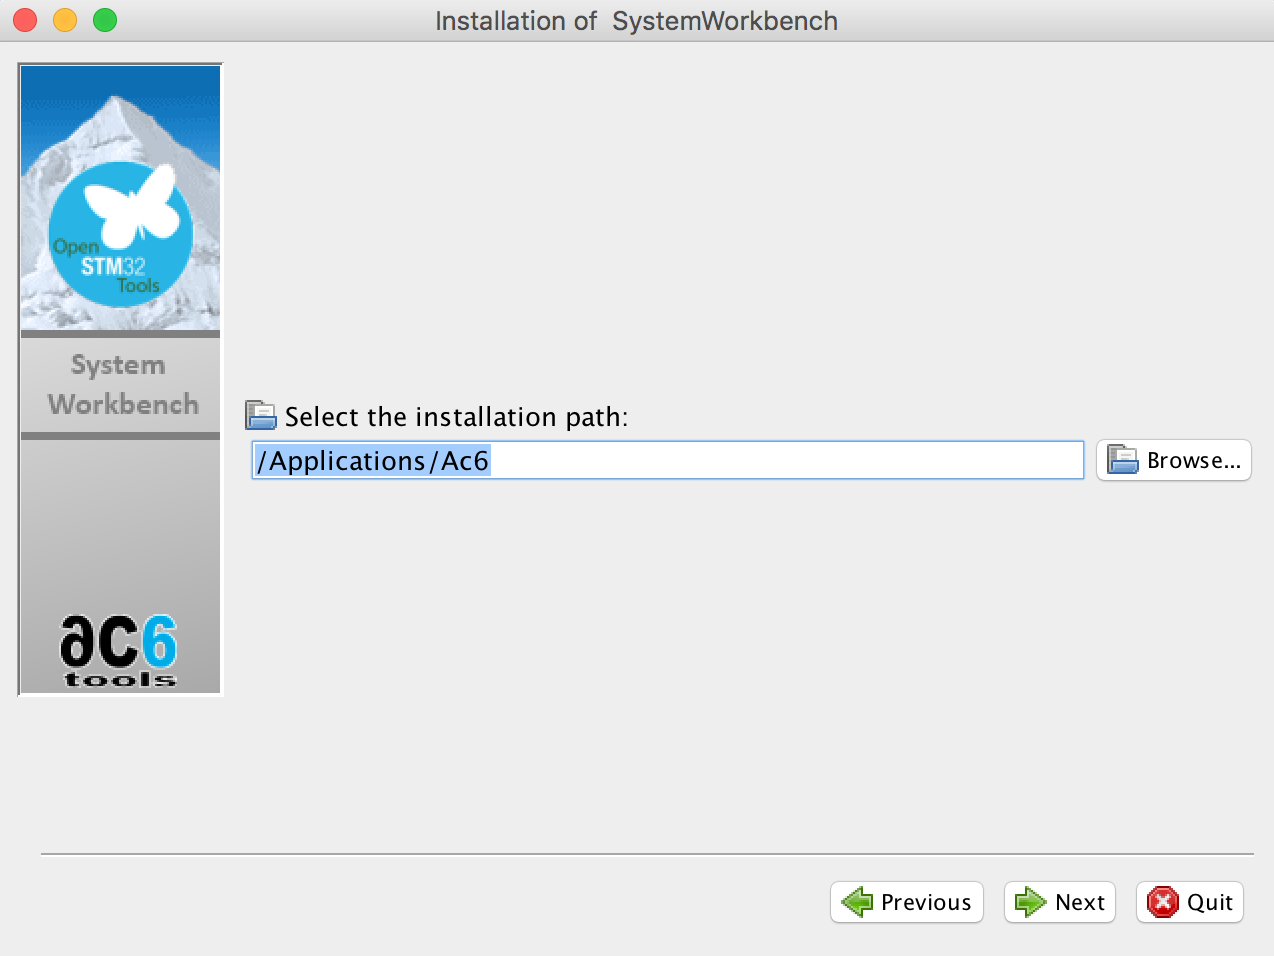 Installation of  SystemWorkbench
Open
STM32
Tools
System
Workbench
ac6
tools
Select the installation path:
/Applications/Ac6
Browse...
Previous
Next
Quit